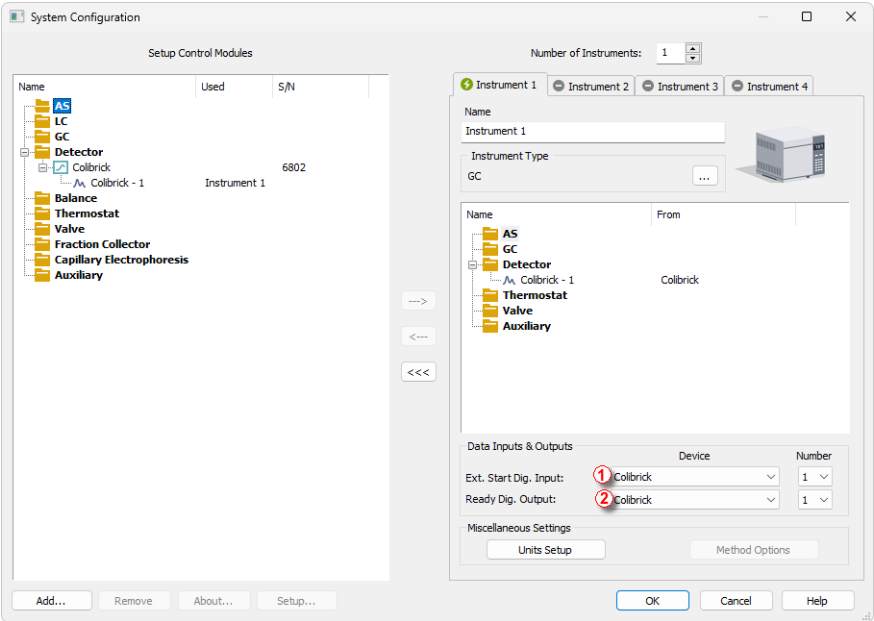 System Configuration
Setup Control Modules
Name Used S/N
AS
LC
GC
Detector
Colibrick 6802
Colibrick - 1 Instrument 1
Balance
Thermostat
Valve
Fraction Collector
Capillary Electrophoresis
Auxiliary
--->
<---
<<<
Add... Remove About... Setup...
Number of Instruments: 1
Instrument 1 Instrument 2 Instrument 3 Instrument 4
Name
Instrument 1
Instrument Type
GC ...
Name From
AS
GC
Detector
Colibrick - 1 Colibrick
Thermostat
Valve
Auxiliary
Data Inputs & Outputs
Device Number
Ext. Start Dig. Input: 1 Colibrick 1
Ready Dig. Output: 2 Colibrick 1
Miscellaneous Settings
Units Setup Method Options
OK Cancel Help